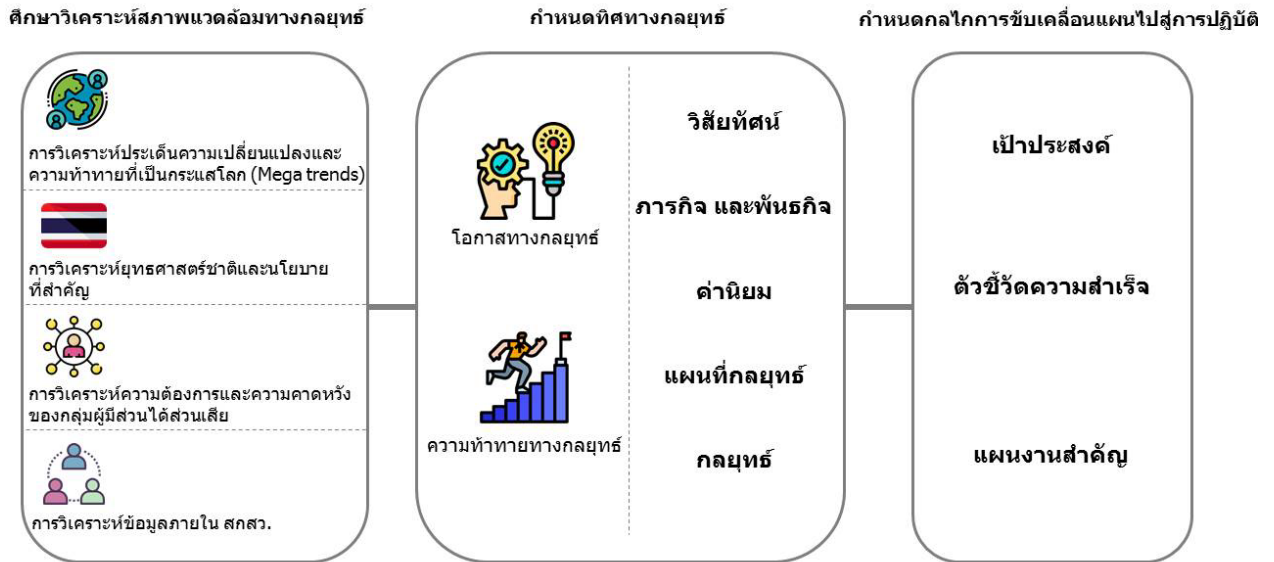 ศึกษาวิเคราะห์สภาพแวดล้อมทางกลยุทธ์
กำหนดทิศทางกลยุทธ์
กำหนดกลไกการขับเคลื่อนแผนไปสู่การปฏิบัติ
การวิเคราะห์ประเด็นความเปลี่ยนแปลงและ
ความท้าทายที่เป็นกระแสโลก (Mega trends)
การวิเคราะห์ยุทธศาสตร์ชาติและนโยบาย
ที่สำคัญ
การวิเคราะห์ความต้องการและความคาดหวัง
ของกลุ่มผู้มีส่วนได้ส่วนเสีย
การวิเคราะห์ข้อมูลภายใน สกสว.
โอกาสทางกลยุทธ์
ความท้าทายทางกลยุทธ์
วิสัยทัศน์
ภารกิจ และพันธกิจ
ค่านิยม
แผนที่กลยุทธ์
กลยุทธ์
เป้าประสงค์
ตัวชี้วัดความสำเร็จ
แผนงานสำคัญ